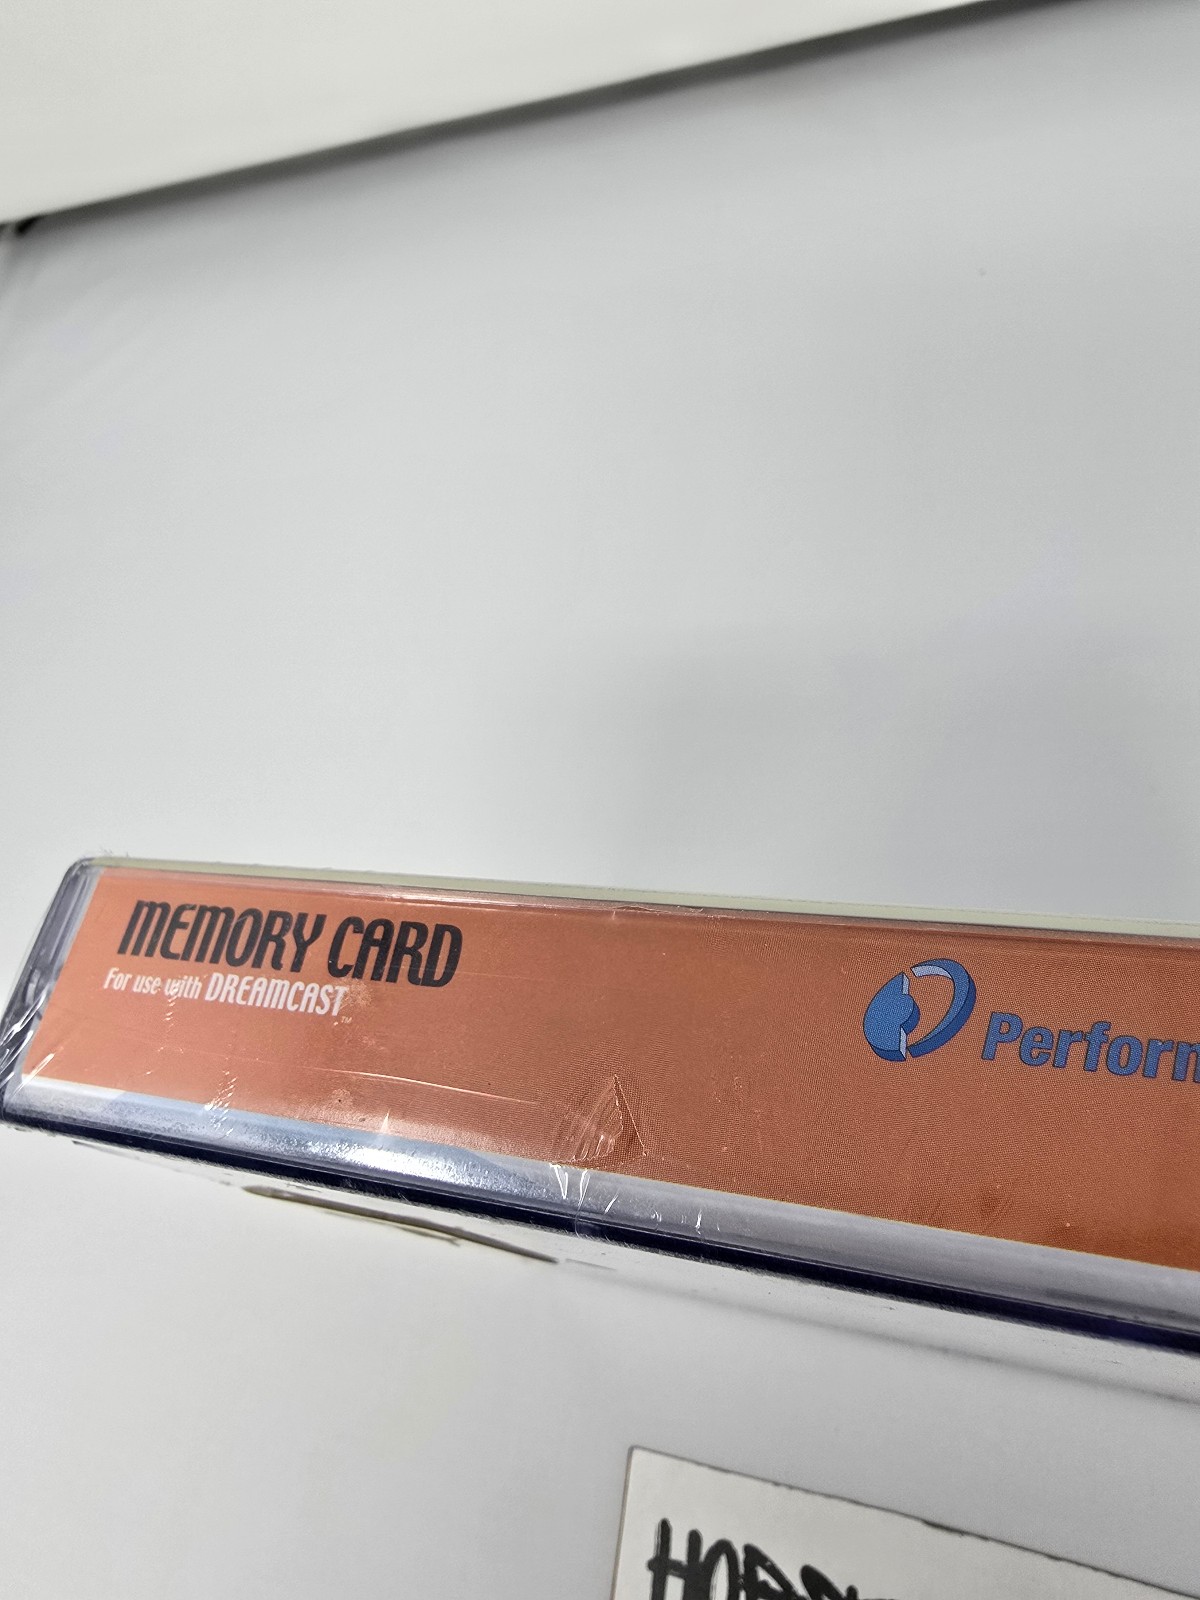 MEMORY CARD
For use with DREAMCAST™
Perform